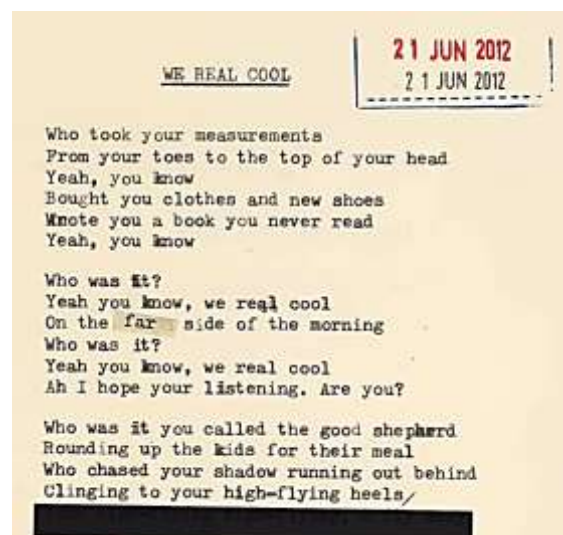 21 JUN 2012
21 JUN 2012
WE REAL COOL
Who took your measurements
From your toes to the top of your head
Yeah, you know
Bought you clothes and new shoes
Wrote you a book you never read
Yeah, you know
Who was it?
Yeah you know, we real cool
On the far side of the morning
Who was it?
Yeah you know, we real cool
Ah I hope your listening. Are you?
Who was it you called the good shepherd
Rounding up the kids for their meal
Who chased your shadow running out behind
Clinging to your high-flying heels/